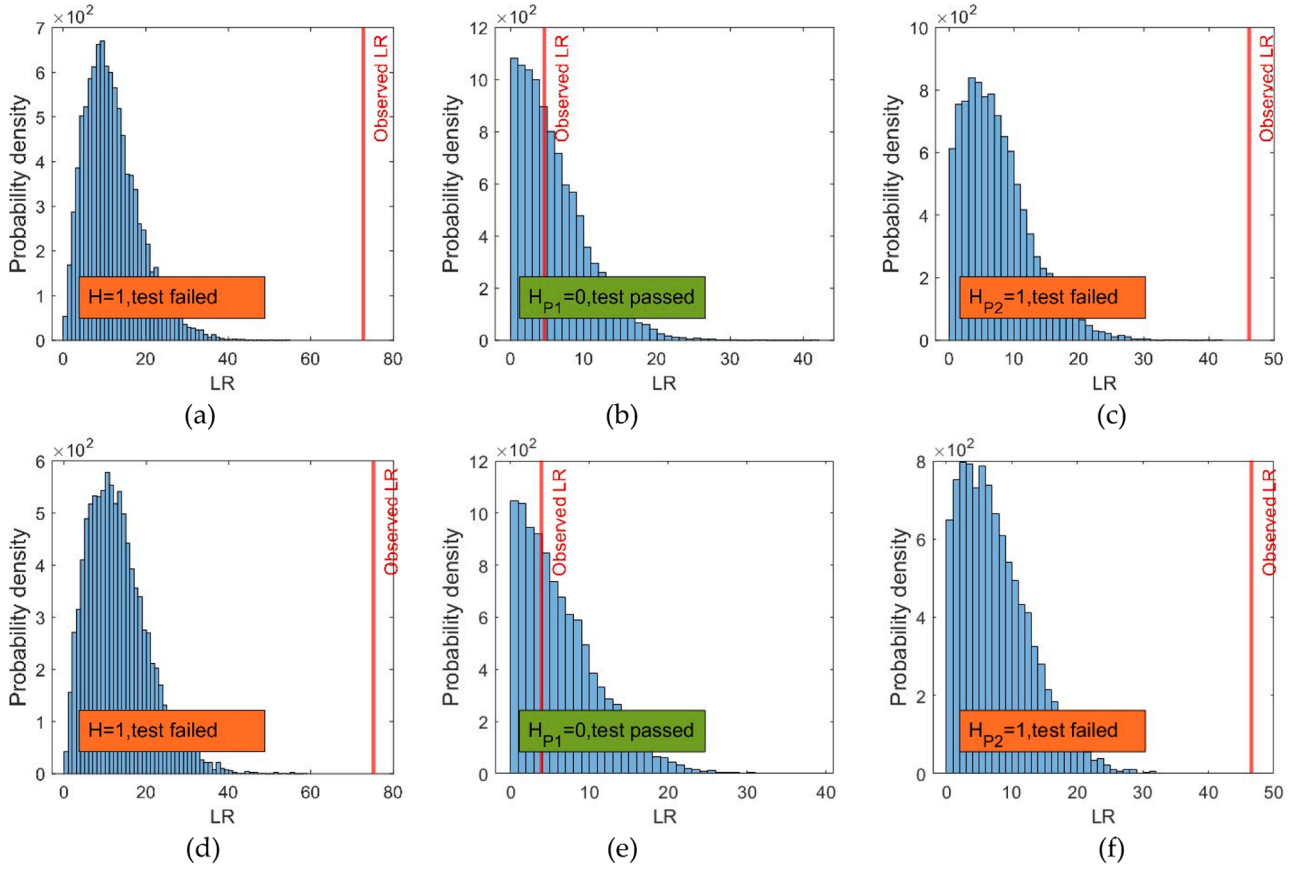 ×10²
7
6
5
4
3
2
1
0
Probability density
0 20 40 60 80
LR
Observed LR
H=1,test failed
(a)
×10²
12
10
8
6
4
2
0
Probability density
0 10 20 30 40
LR
Observed LR
H_P1=0,test passed
(b)
×10²
10
8
6
4
2
0
Probability density
0 10 20 30 40 50
LR
Observed LR
H_P2=1,test failed
(c)
×10²
6
5
4
3
2
1
0
Probability density
0 20 40 60 80
LR
Observed LR
H=1,test failed
(d)
×10²
12
10
8
6
4
2
0
Probability density
0 10 20 30 40
LR
Observed LR
H_P1=0,test passed
(e)
×10²
8
6
4
2
0
Probability density
0 10 20 30 40 50
LR
Observed LR
H_P2=1,test failed
(f)